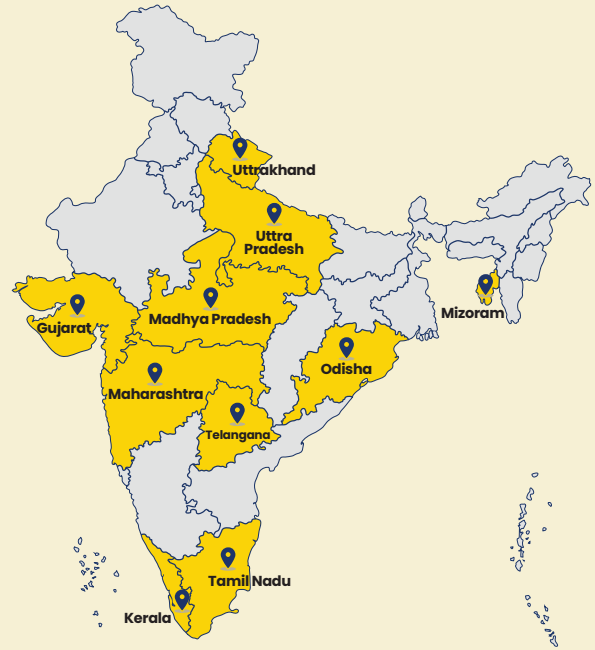 Uttrakhand
Uttra
Pradesh
Gujarat
Madhya Pradesh
Mizoram
Odisha
Maharashtra
Telangana
Tamil Nadu
Kerala